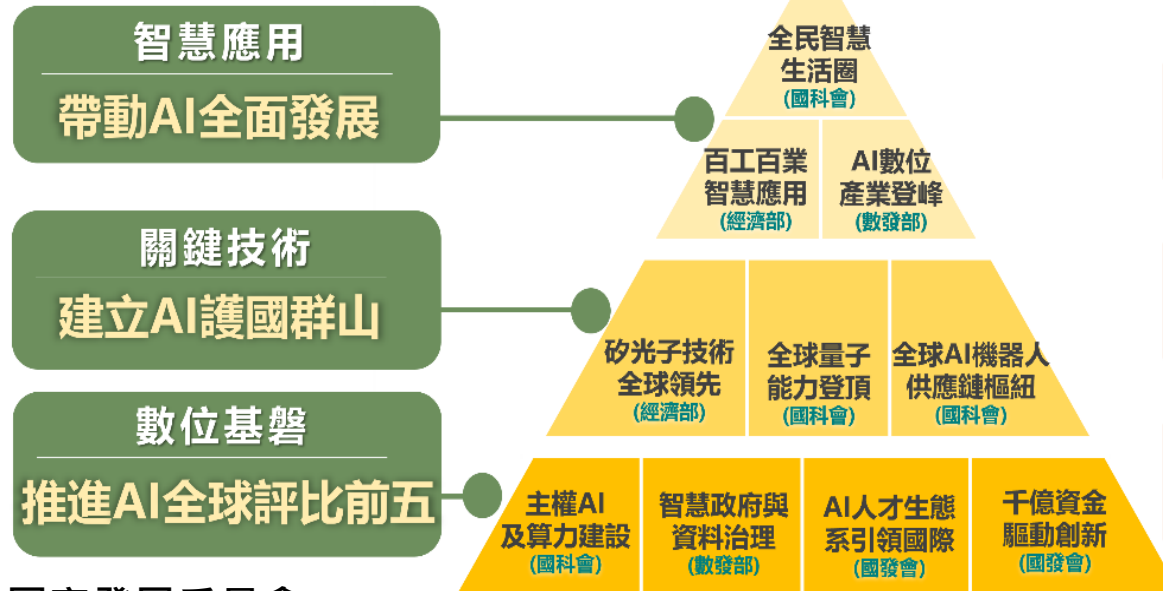 智慧應用
帶動AI全面發展
全民智慧
生活圈
(國科會)
百工百業
智慧應用
(經濟部)
AI數位
產業登峰
(數發部)
關鍵技術
建立AI護國群山
矽光子技術
全球領先
(經濟部)
全球量子
能力登頂
(國科會)
全球AI機器人
供應鏈樞紐
(國科會)
數位基磐
推進AI全球評比前五
主權AI
及算力建設
(國科會)
智慧政府與
資料治理
(數發部)
AI人才生態
系引領國際
(國發會)
千億資金
驅動創新
(國發會)